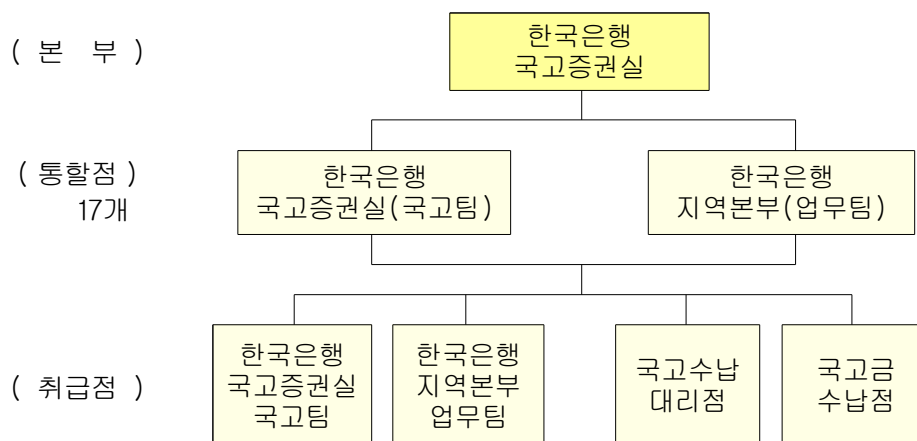 ( 본 부 )
한국은행
국고증권실
( 통할점 )
17개
한국은행
국고증권실(국고팀)
한국은행
지역본부(업무팀)
( 취급점 )
한국은행
국고증권실
국고팀
한국은행
지역본부
업무팀
국고수납
대리점
국고금
수납점